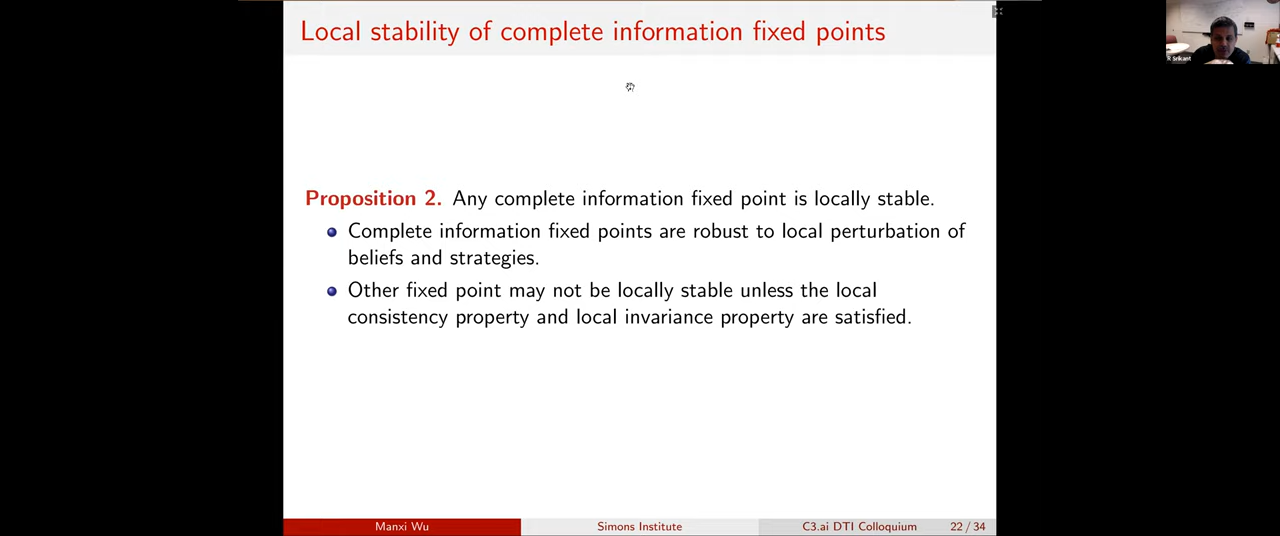 Local stability of complete information fixed points
R Srikant
Proposition 2. Any complete information fixed point is locally stable.
Complete information fixed points are robust to local perturbation of
beliefs and strategies.
Other fixed point may not be locally stable unless the local
consistency property and local invariance property are satisfied.
Manxi Wu
Simons Institute
C3.ai DTI Colloquium
22 / 34